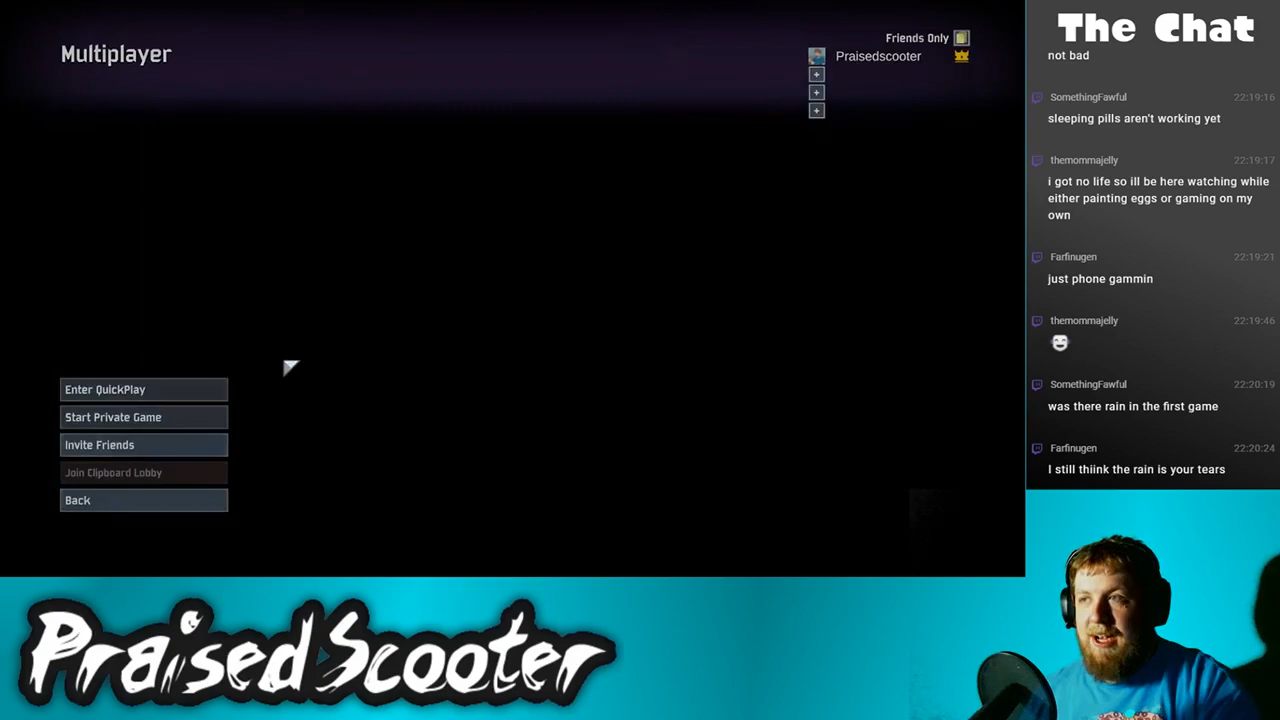 Multiplayer
Friends Only
Praisedscooter
+
+
+
Enter QuickPlay
Start Private Game
Invite Friends
Join Clipboard Lobby
Back
The Chat
not bad
SomethingFawful 22:19:16
sleeping pills aren't working yet
themommajelly 22:19:17
i got no life so ill be here watching while
either painting eggs or gaming on my
own
Farfinugen 22:19:21
just phone gammin
themommajelly 22:19:46
SomethingFawful 22:20:19
was there rain in the first game
Farfinugen 22:20:24
I still thiink the rain is your tears
PraisedScooter